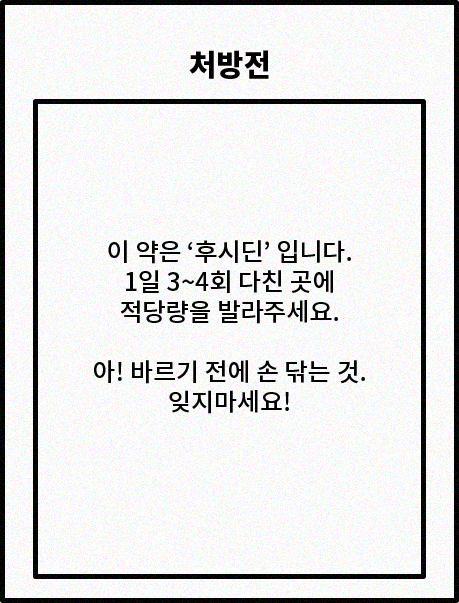 처방전
이 약은 ‘후시딘’ 입니다.
1일 3~4회 다친 곳에
적당량을 발라주세요.
아! 바르기 전에 손 닦는 것.
잊지마세요!